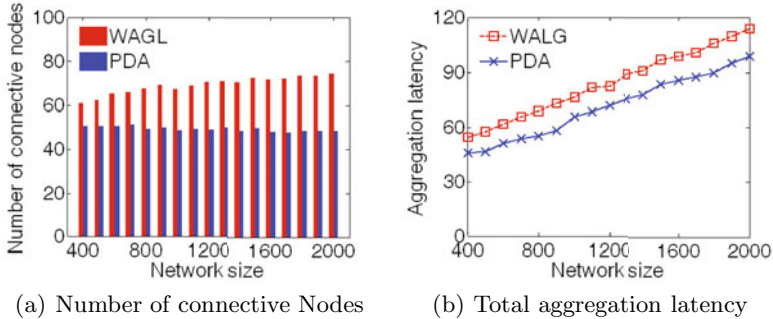 100
80
60
40
20
0
Number of connective nodes
WAGL
PDA
400 800 1200 1600 2000
Network size
(a) Number of connective Nodes
120
90
60
30
0
Aggregation latency
WALG
PDA
400 800 1200 1600 2000
Network size
(b) Total aggregation latency